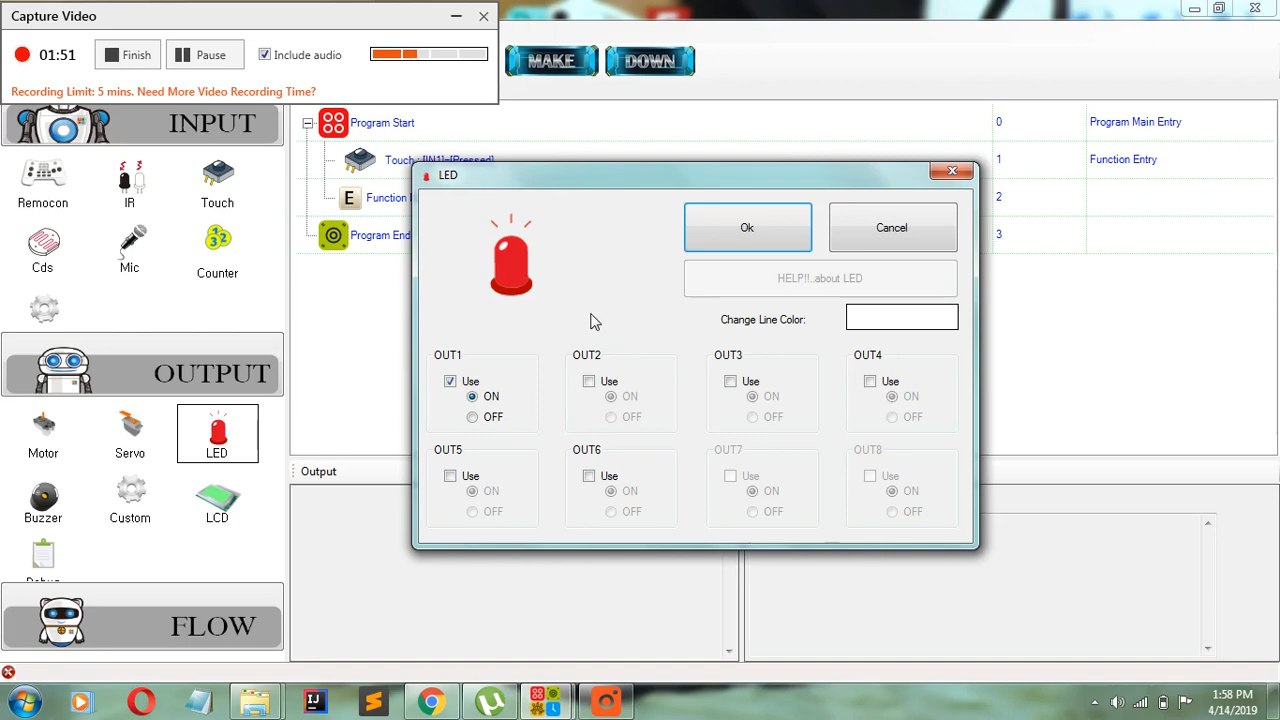 Capture Video
01:51
Finish
Pause
Include audio
Recording Limit: 5 mins. Need More Video Recording Time?
MAKE
DOWN
INPUT
Remocon
IR
Touch
Cds
Mic
Counter
OUTPUT
Motor
Servo
LED
Buzzer
Custom
LCD
FLOW
Program Start
0
Program Main Entry
Touch : [IN1]=[Pressed]
1
Function Entry
E
Function
2
Program End
3
LED
Ok
Cancel
HELP!!..about LED
Change Line Color:
OUT1
Use
ON
OFF
OUT2
Use
ON
OFF
OUT3
Use
ON
OFF
OUT4
Use
ON
OFF
OUT5
Use
ON
OFF
OUT6
Use
ON
OFF
OUT7
Use
ON
OFF
OUT8
Use
ON
OFF
Output
IJ
1:58 PM
4/14/2019